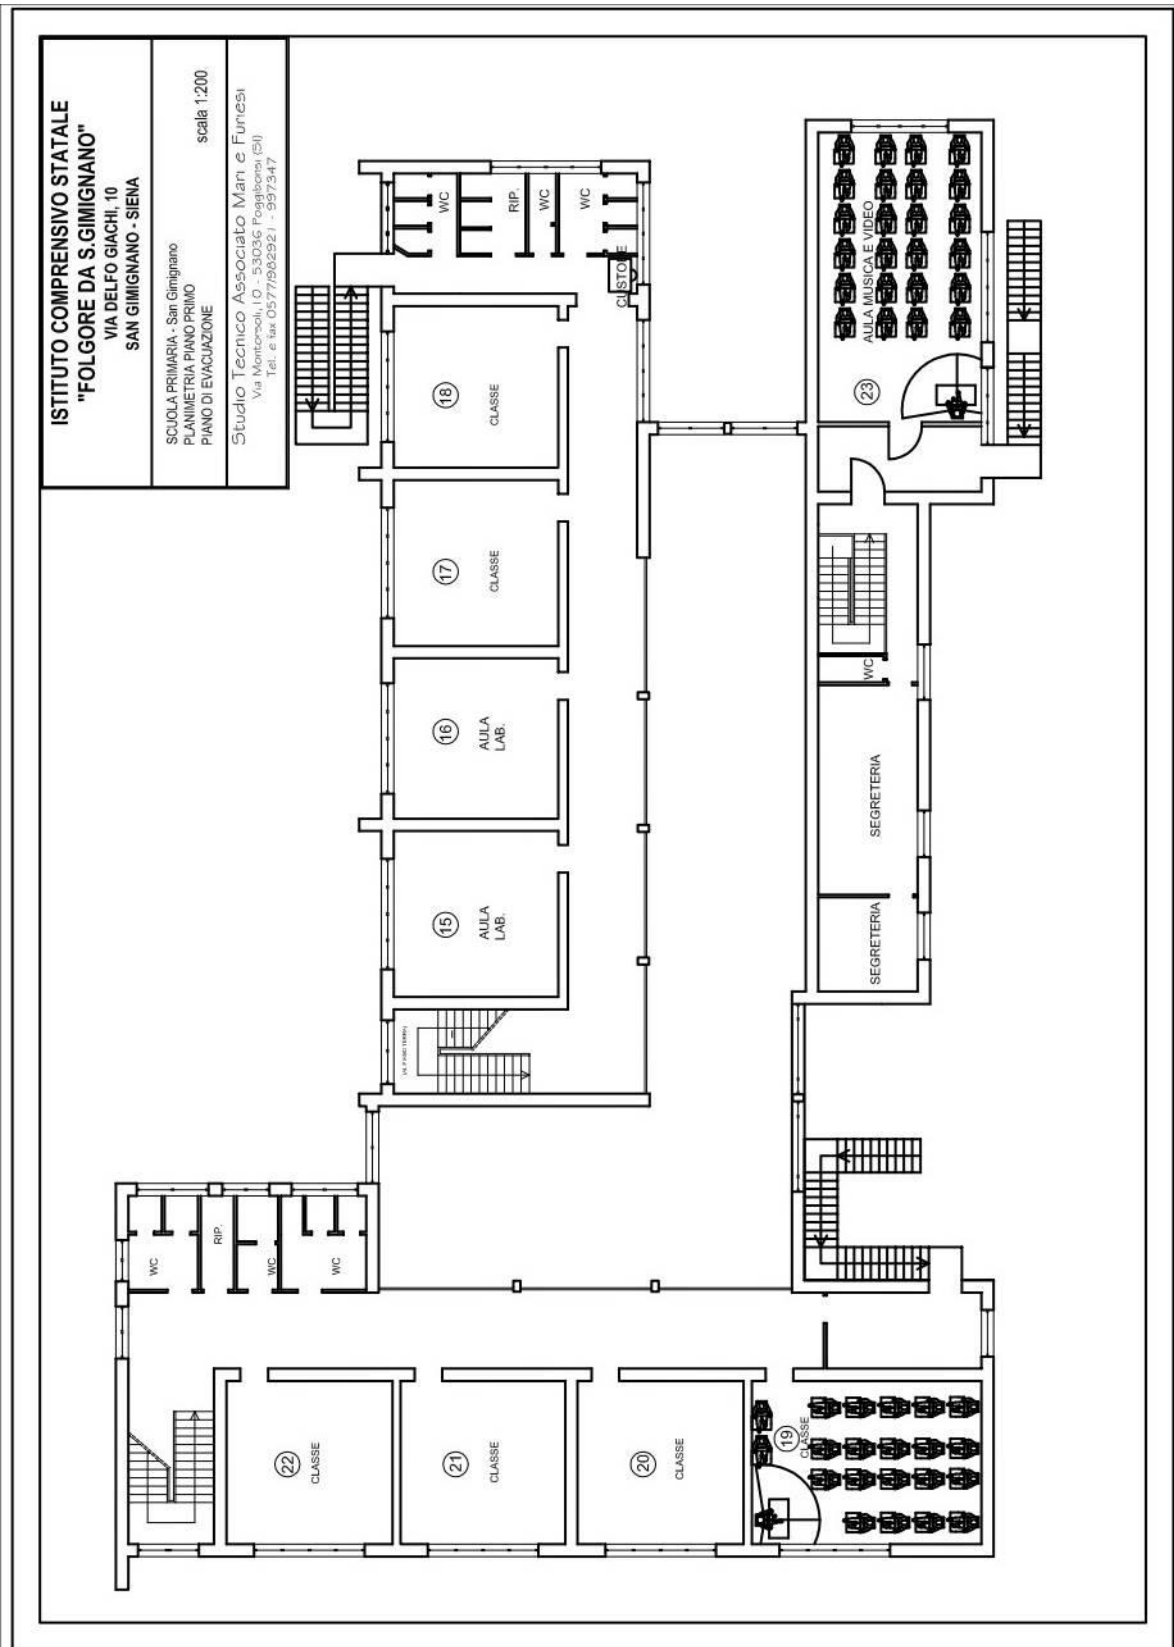 ISTITUTO COMPRENSIVO STATALE
"FOLGORE DA S.GIMIGNANO"
VIA DELFO GIACHI, 10
SAN GIMIGNANO - SIENA
SCUOLA PRIMARIA - San Gimignano
PLANIMETRIA PIANO PRIMO
PIANO DI EVACUAZIONE
scala 1:200
Studio Tecnico Associato Mari e Furiesi
Via Montorsoli, 10 - 53036 Poggibonsi (SI)
Tel. e fax 0577/982921 - 997347
WC
RIP.
WC
WC
CUSTODE
18
CLASSE
17
CLASSE
16
AULA
LAB.
15
AULA
LAB.
AULA MUSICA E VIDEO
23
WC
SEGRETERIA
SEGRETERIA
WC
RIP.
WC
WC
22
CLASSE
21
CLASSE
20
CLASSE
19
CLASSE